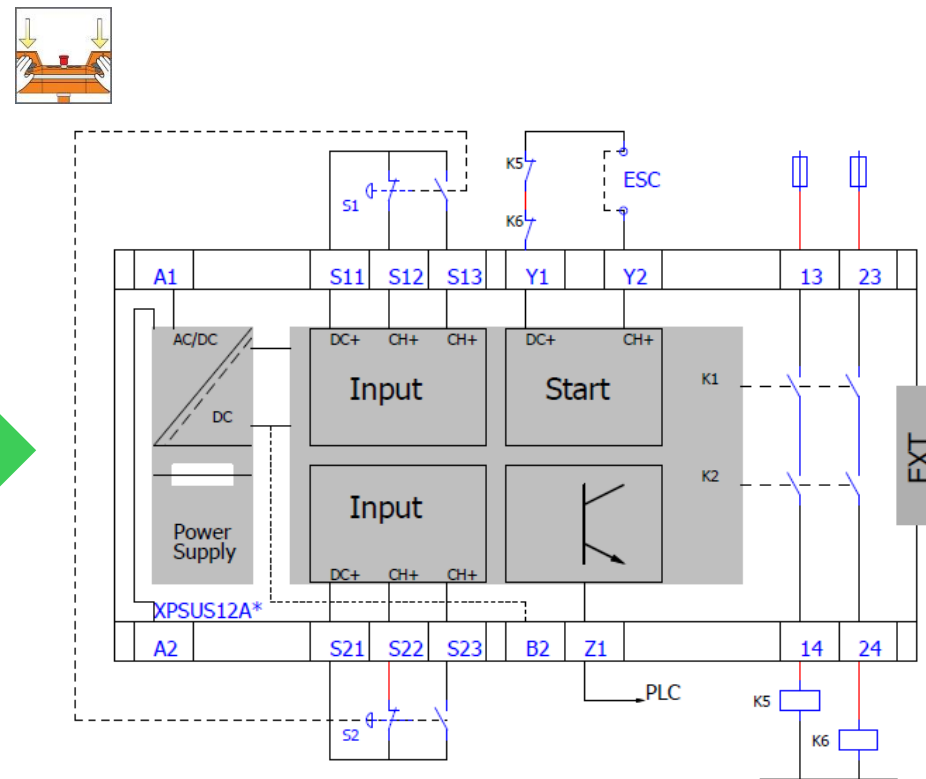 K5
ESC
S1
K6
A1
S11
S12
S13
Y1
Y2
13
23
AC/DC
DC+
CH+
CH+
DC+
CH+
Input
Start
K1
DC
EXT
K2
Input
Power
Supply
DC+
CH+
CH+
XPSUS12A*
A2
S21
S22
S23
B2
Z1
14
24
PLC
K5
S2
K6